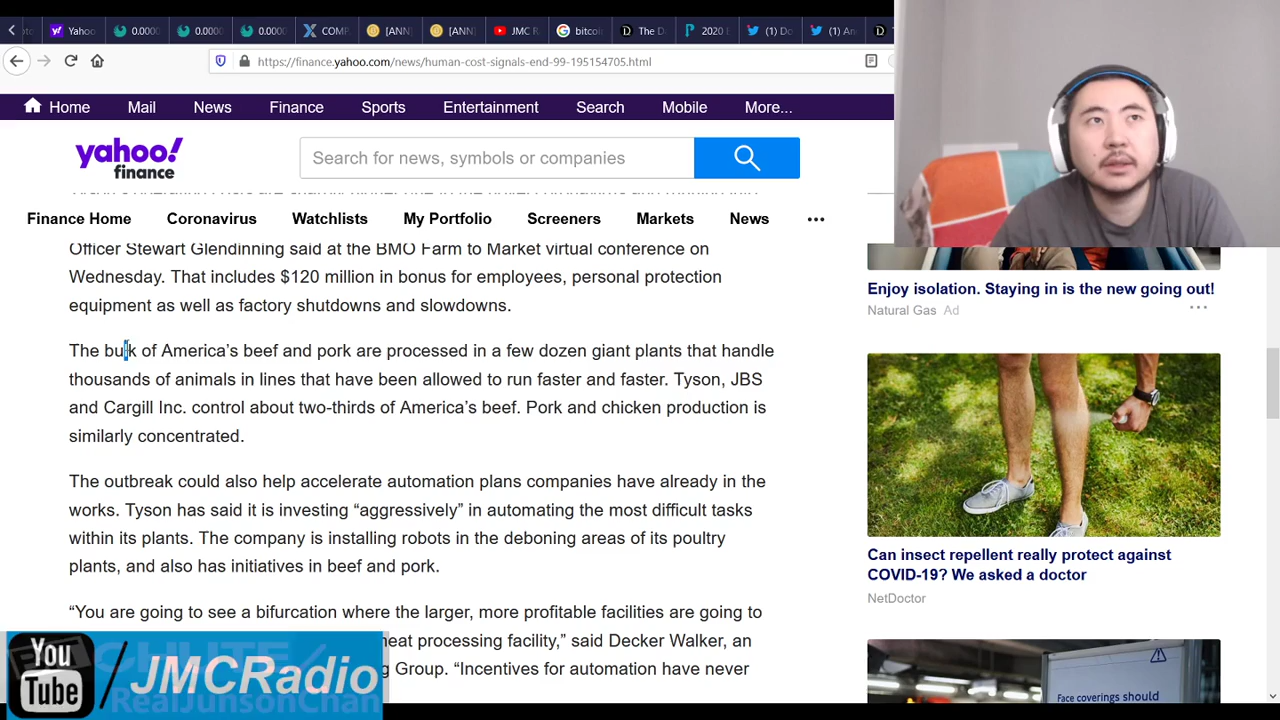 Yahoo
0.0000
0.0000
0.0000
COMP
[ANN]
[ANN]
JMC R
bitcoi
The D
2020 E
(1) Do
(1) An
D
https://finance.yahoo.com/news/human-cost-signals-end-99-195154705.html
Home Mail News Finance Sports Entertainment Search Mobile More...
yahoo!
finance
Search for news, symbols or companies
Finance Home Coronavirus Watchlists My Portfolio Screeners Markets News
Officer Stewart Glendinning said at the BMO Farm to Market virtual conference on
Wednesday. That includes $120 million in bonus for employees, personal protection
equipment as well as factory shutdowns and slowdowns.
The bulk of America's beef and pork are processed in a few dozen giant plants that handle
thousands of animals in lines that have been allowed to run faster and faster. Tyson, JBS
and Cargill Inc. control about two-thirds of America's beef. Pork and chicken production is
similarly concentrated.
The outbreak could also help accelerate automation plans companies have already in the
works. Tyson has said it is investing “aggressively” in automating the most difficult tasks
within its plants. The company is installing robots in the deboning areas of its poultry
plants, and also has initiatives in beef and pork.
“You are going to see a bifurcation where the larger, more profitable facilities are going to
neat processing facility,” said Decker Walker, an
g Group. “Incentives for automation have never
Enjoy isolation. Staying in is the new going out!
Natural Gas Ad
Can insect repellent really protect against
COVID-19? We asked a doctor
NetDoctor
Face coverings should
You
Tube
/JMCRadio